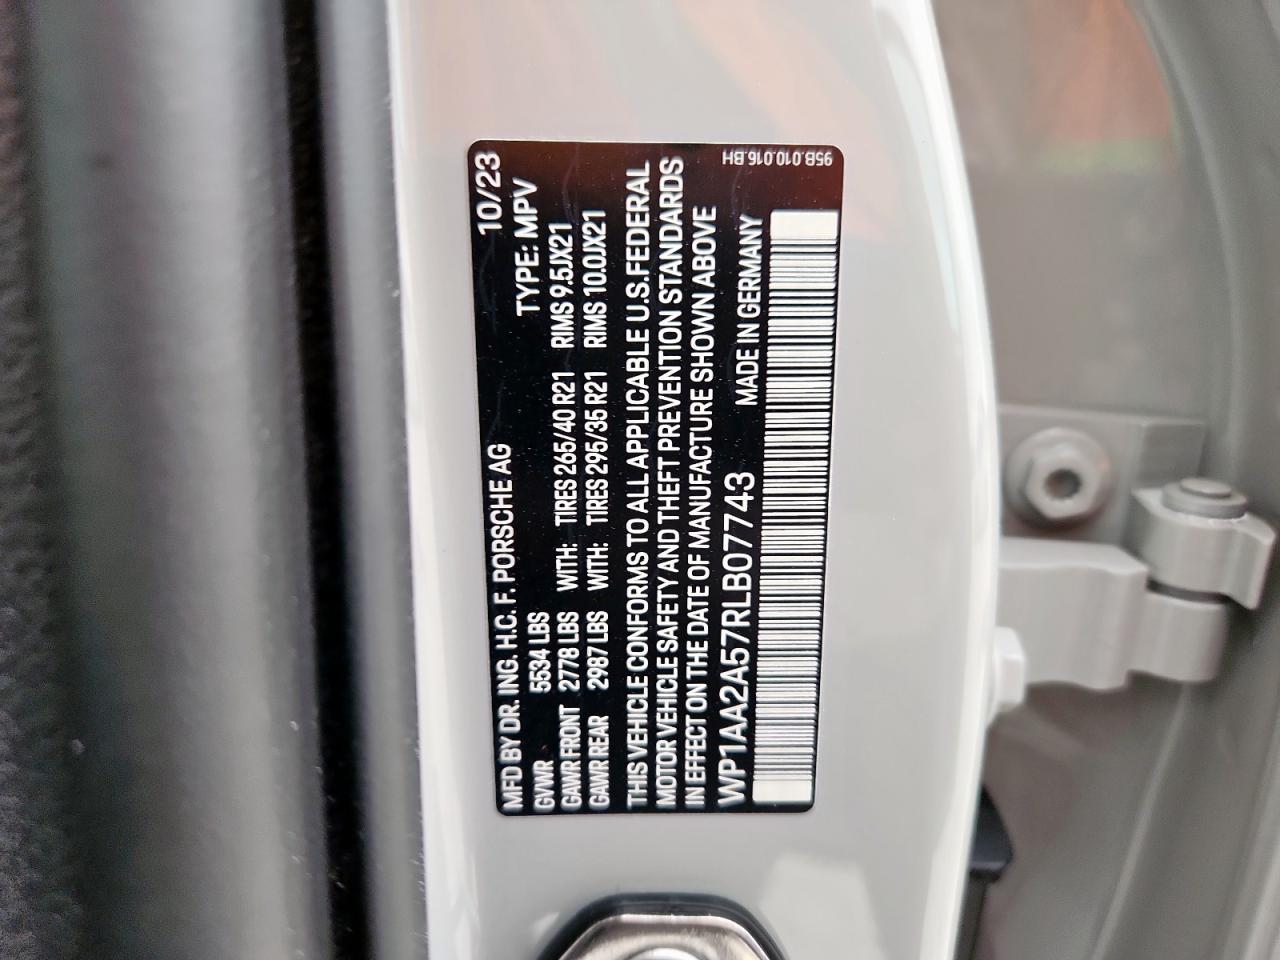 MFD BY DR. ING. H.C. F. PORSCHE AG 10/23
GVWR 5534 LBS TYPE: MPV
GAWR FRONT 2778 LBS WITH: TIRES 265/40 R21 RIMS 9.5JX21
GAWR REAR 2987 LBS WITH: TIRES 295/35 R21 RIMS 10.0JX21
THIS VEHICLE CONFORMS TO ALL APPLICABLE U.S.FEDERAL
MOTOR VEHICLE SAFETY AND THEFT PREVENTION STANDARDS
IN EFFECT ON THE DATE OF MANUFACTURE SHOWN ABOVE
WP1AA2A57RLB07743 MADE IN GERMANY
95B.010.016.BH